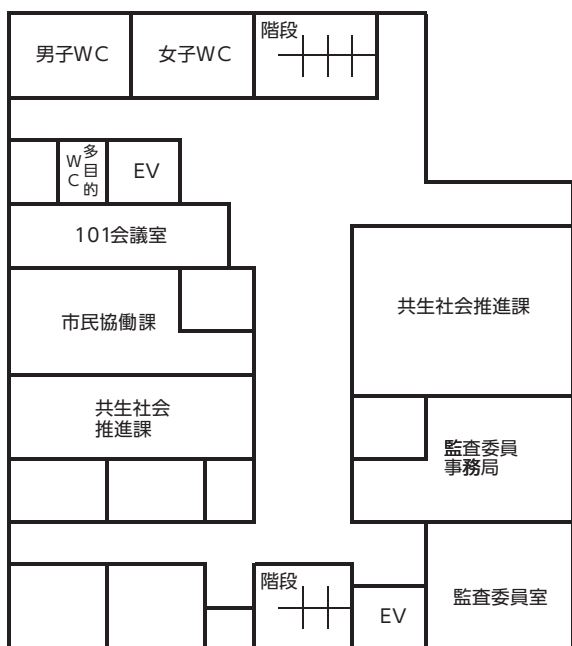 男子WC
女子WC
階段
多目的
WC
EV
101会議室
市民協働課
共生社会推進課
共生社会
推進課
監査委員
事務局
階段
EV
監査委員室